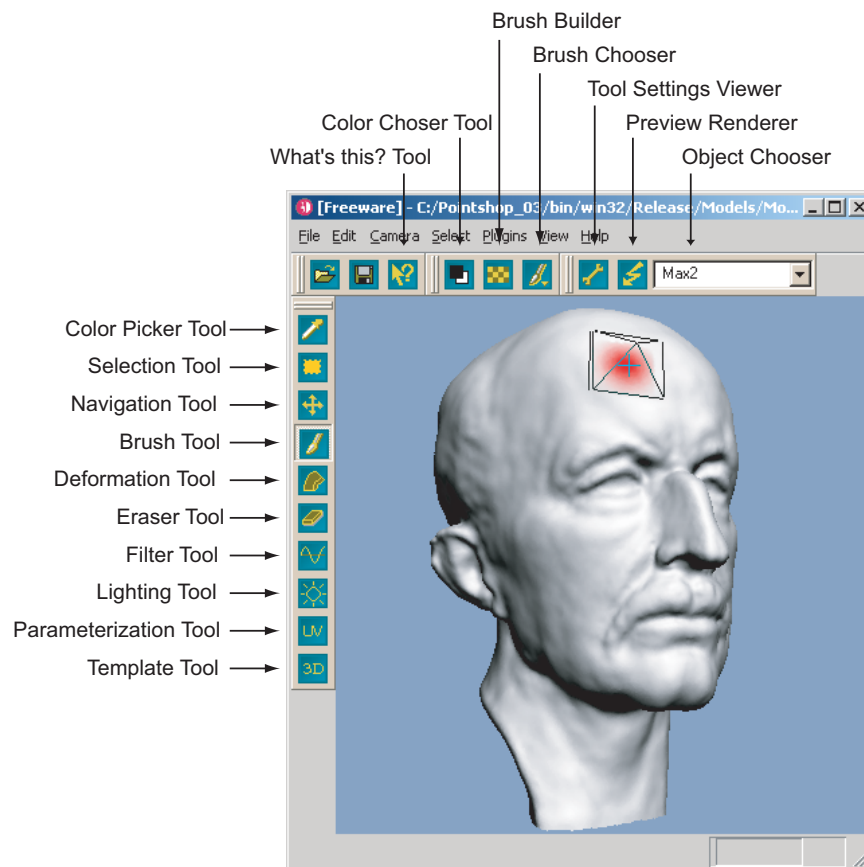 Brush Builder
Brush Chooser
Tool Settings Viewer
Color Choser Tool
Preview Renderer
What's this? Tool
Object Chooser
[Freeware] - C:/Pointshop_03/bin/win32/Release/Models/Mo...
File Edit Camera Select Plugins View Help
Max2
Color Picker Tool
Selection Tool
Navigation Tool
Brush Tool
Deformation Tool
Eraser Tool
Filter Tool
Lighting Tool
Parameterization Tool
UV
Template Tool
3D